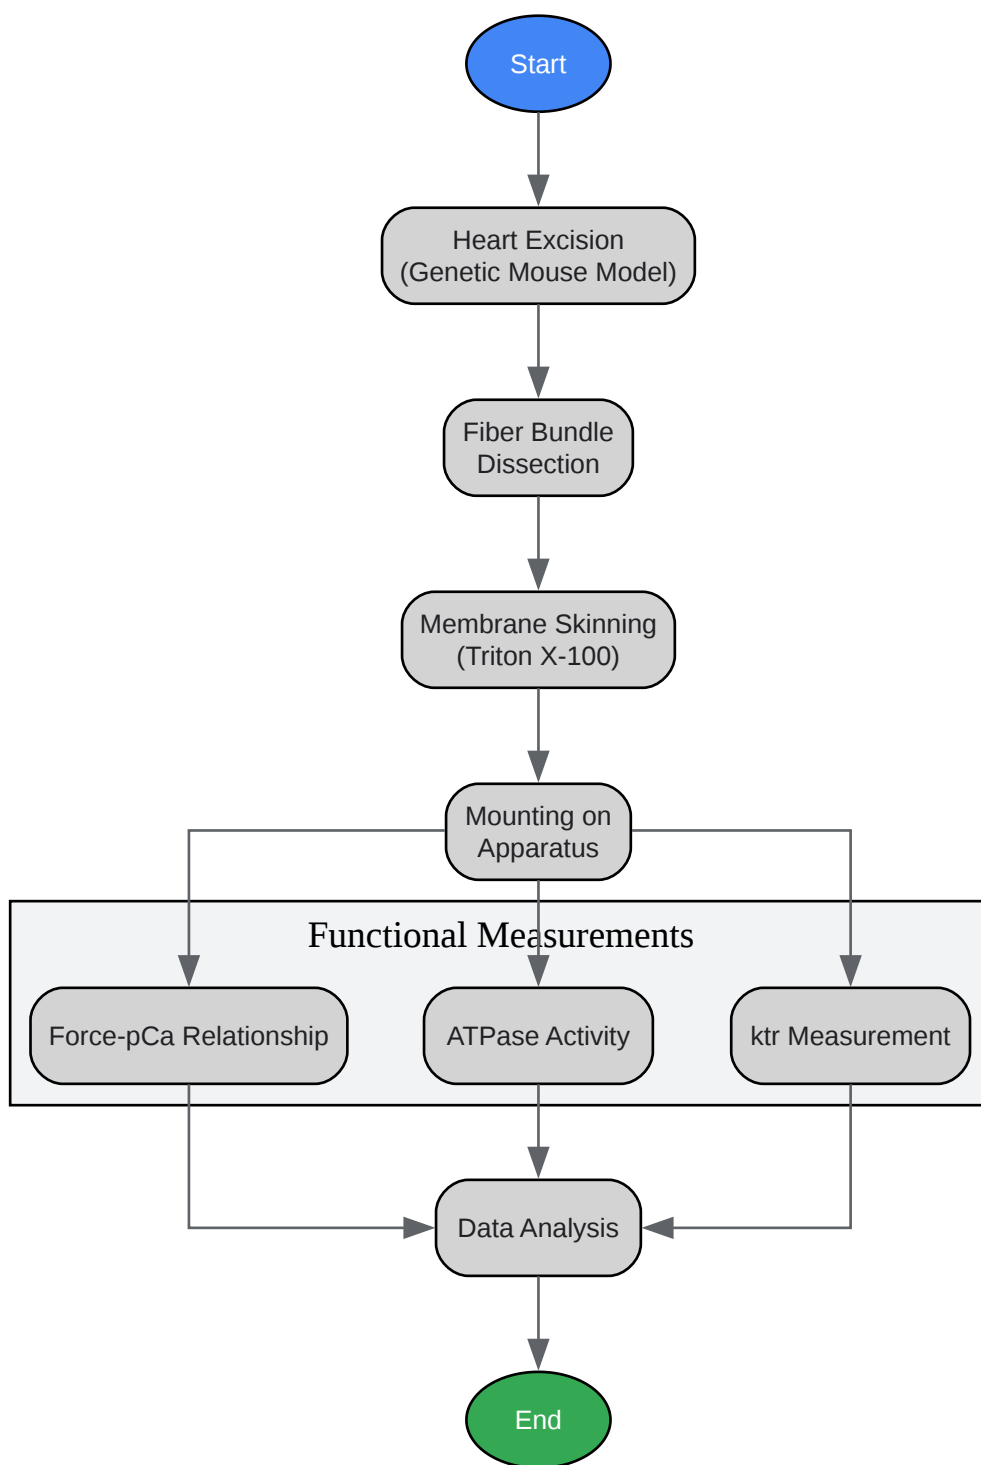 Start
Heart Excision
(Genetic Mouse Model)
Fiber Bundle
Dissection
Membrane Skinning
(Triton X-100)
Mounting on
Apparatus
Functional Measurements
Force-pCa Relationship
ATPase Activity
ktr Measurement
Data Analysis
End